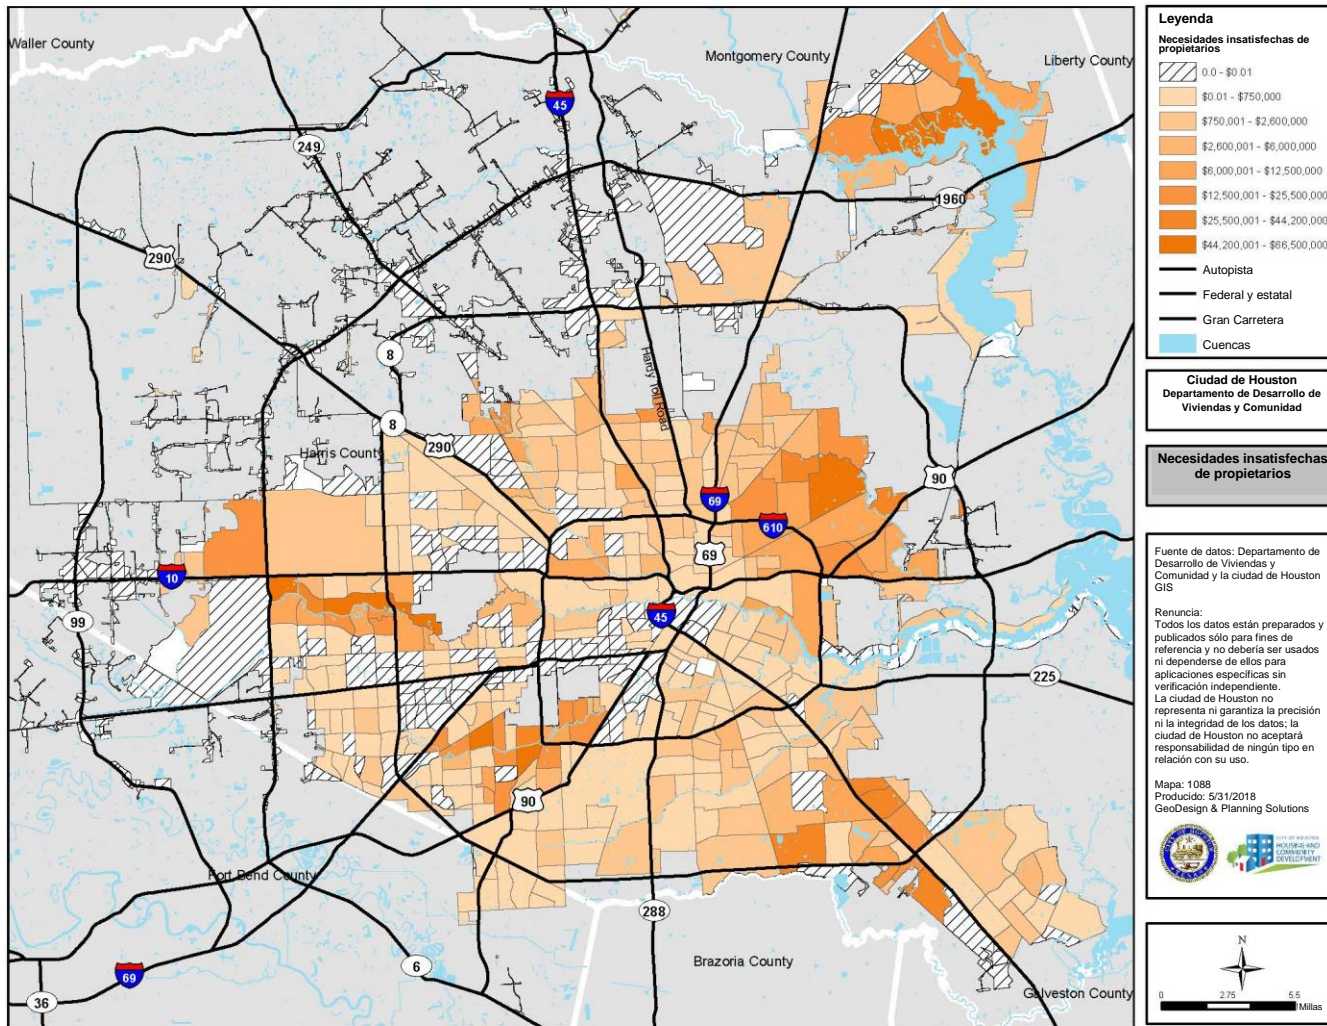 Waller County
Montgomery County
Liberty County
45
249
1960
290
8
Hardy Toll Road
8
290
Harris County
90
69
610
69
10
99
45
225
90
Fort Bend County
288
6
69
36
Brazoria County
Galveston County
Leyenda
Necesidades insatisfechas de
propietarios
0.0 - $0.01
$0.01 - $750,000
$750,001 - $2,600,000
$2,600,001 - $6,000,000
$6,000,001 - $12,500,000
$12,500,001 - $25,500,000
$25,500,001 - $44,200,000
$44,200,001 - $66,500,000
Autopista
Federal y estatal
Gran Carretera
Cuencas
Ciudad de Houston
Departamento de Desarrollo de
Viviendas y Comunidad
Necesidades insatisfechas
de propietarios
Fuente de datos: Departamento de
Desarrollo de Viviendas y
Comunidad y la ciudad de Houston
GIS
Renuncia:
Todos los datos están preparados y
publicados sólo para fines de
referencia y no debería ser usados
ni dependerse de ellos para
aplicaciones específicas sin
verificación independiente.
La ciudad de Houston no
representa ni garantiza la precisión
ni la integridad de los datos; la
ciudad de Houston no aceptará
responsabilidad de ningún tipo en
relación con su uso.
Mapa: 1088
Producido: 5/31/2018
GeoDesign & Planning Solutions
CITY OF HOUSTON
HOUSING AND
COMMUNITY
DEVELOPMENT
N
0 2.75 5.5
Millas